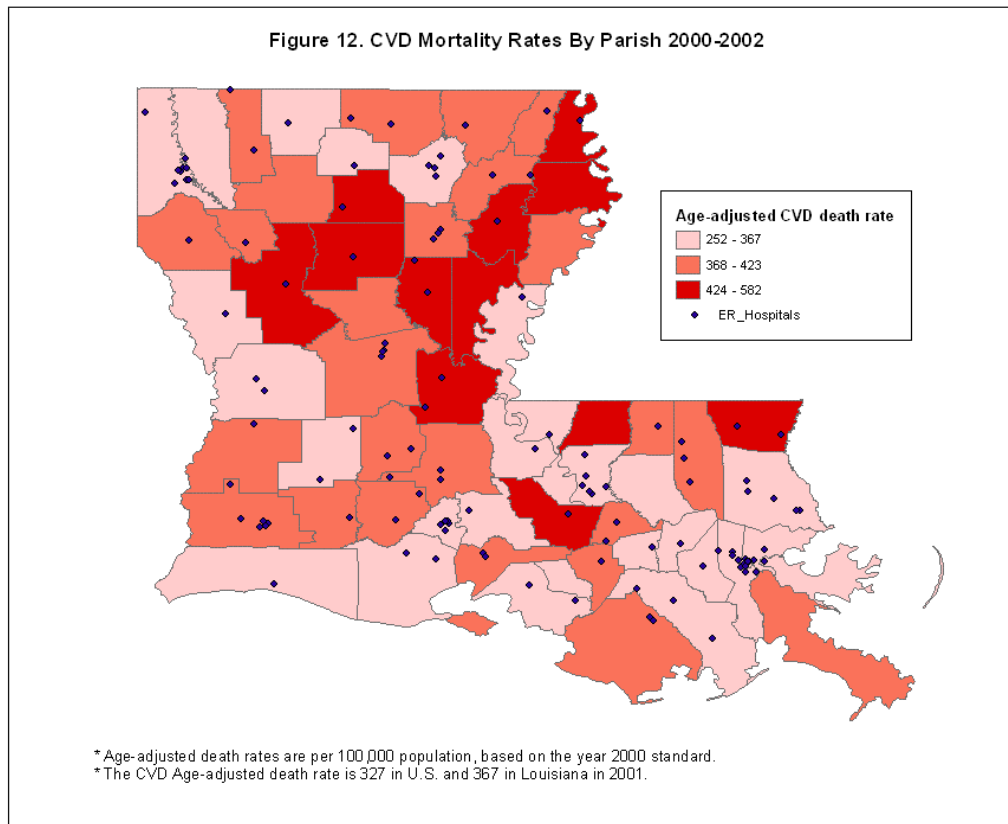 Figure 12. CVD Mortality Rates By Parish 2000-2002
Age-adjusted CVD death rate
252 - 367
368 - 423
424 - 582
ER_Hospitals
* Age-adjusted death rates are per 100,000 population, based on the year 2000 standard.
* The CVD Age-adjusted death rate is 327 in U.S. and 367 in Louisiana in 2001.